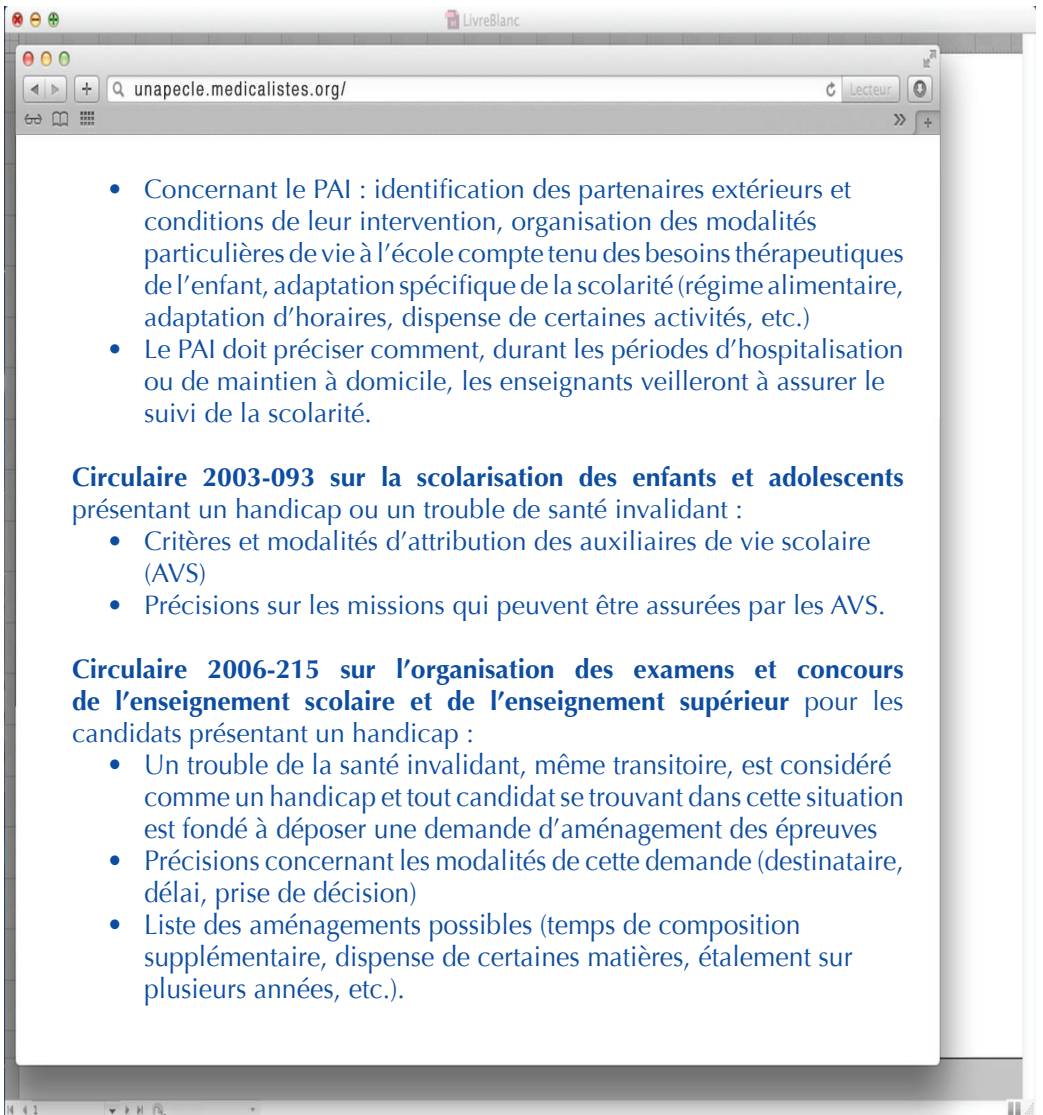 LivreBlanc
unapecle.medicalistes.org/
Lecteur
• Concernant le PAI : identification des partenaires extérieurs et
conditions de leur intervention, organisation des modalités
particulières de vie à l’école compte tenu des besoins thérapeutiques
de l’enfant, adaptation spécifique de la scolarité (régime alimentaire,
adaptation d’horaires, dispense de certaines activités, etc.)
• Le PAI doit préciser comment, durant les périodes d’hospitalisation
ou de maintien à domicile, les enseignants veilleront à assurer le
suivi de la scolarité.
Circulaire 2003-093 sur la scolarisation des enfants et adolescents
présentant un handicap ou un trouble de santé invalidant :
• Critères et modalités d’attribution des auxiliaires de vie scolaire
(AVS)
• Précisions sur les missions qui peuvent être assurées par les AVS.
Circulaire 2006-215 sur l’organisation des examens et concours
de l’enseignement scolaire et de l’enseignement supérieur pour les
candidats présentant un handicap :
• Un trouble de la santé invalidant, même transitoire, est considéré
comme un handicap et tout candidat se trouvant dans cette situation
est fondé à déposer une demande d’aménagement des épreuves
• Précisions concernant les modalités de cette demande (destinataire,
délai, prise de décision)
• Liste des aménagements possibles (temps de composition
supplémentaire, dispense de certaines matières, étalement sur
plusieurs années, etc.).
1